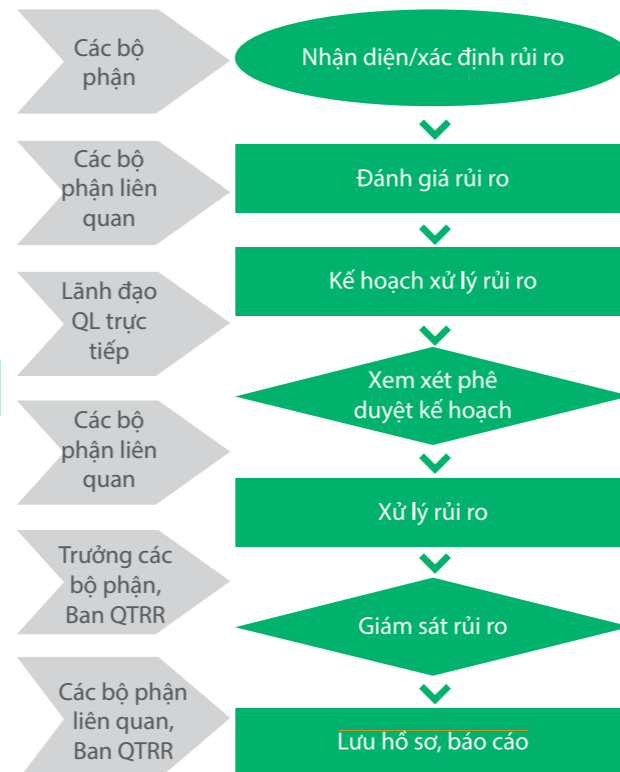 Các bộ
phận
Nhận diện/xác định rủi ro
Các bộ
phận liên
quan
Đánh giá rủi ro
Kế hoạch xử lý rủi ro
Lãnh đạo
QL trực
tiếp
Xem xét phê
duyệt kế hoạch
Các bộ
phận liên
quan
Xử lý rủi ro
Trưởng các
bộ phận,
Ban QTRR
Giám sát rủi ro
Các bộ phận
liên quan,
Ban QTRR
Lưu hồ sơ, báo cáo